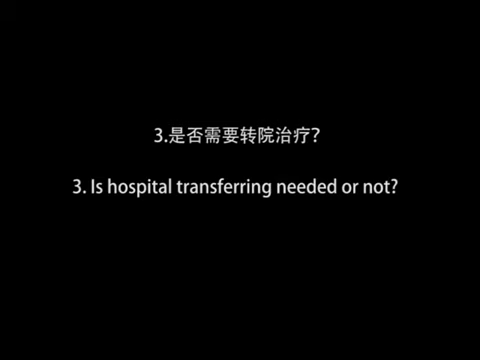 3.是否需要转院治疗?
3. Is hospital transferring needed or not?